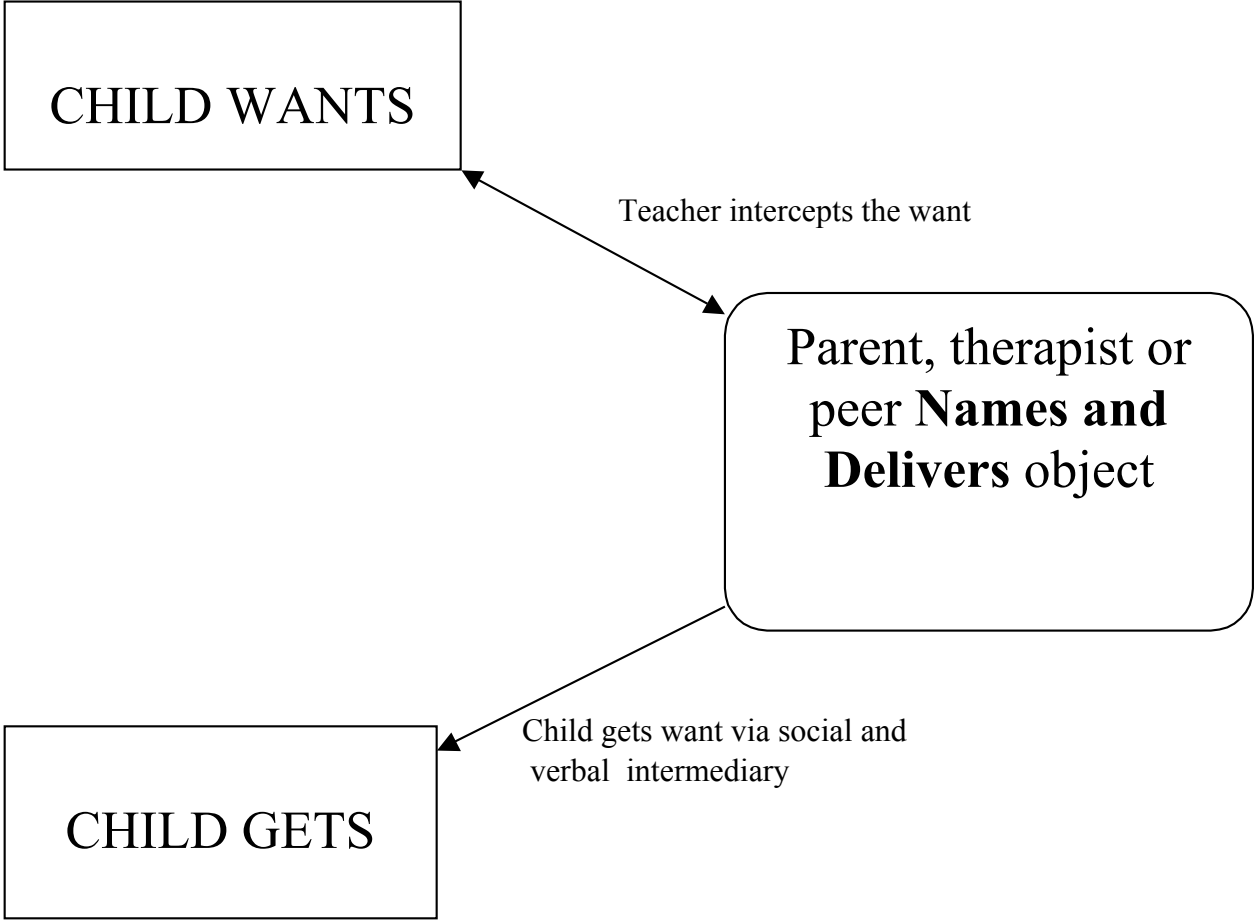 CHILD WANTS
Teacher intercepts the want
Parent, therapist or
peer Names and
Delivers object
Child gets want via social and
verbal  intermediary
CHILD GETS